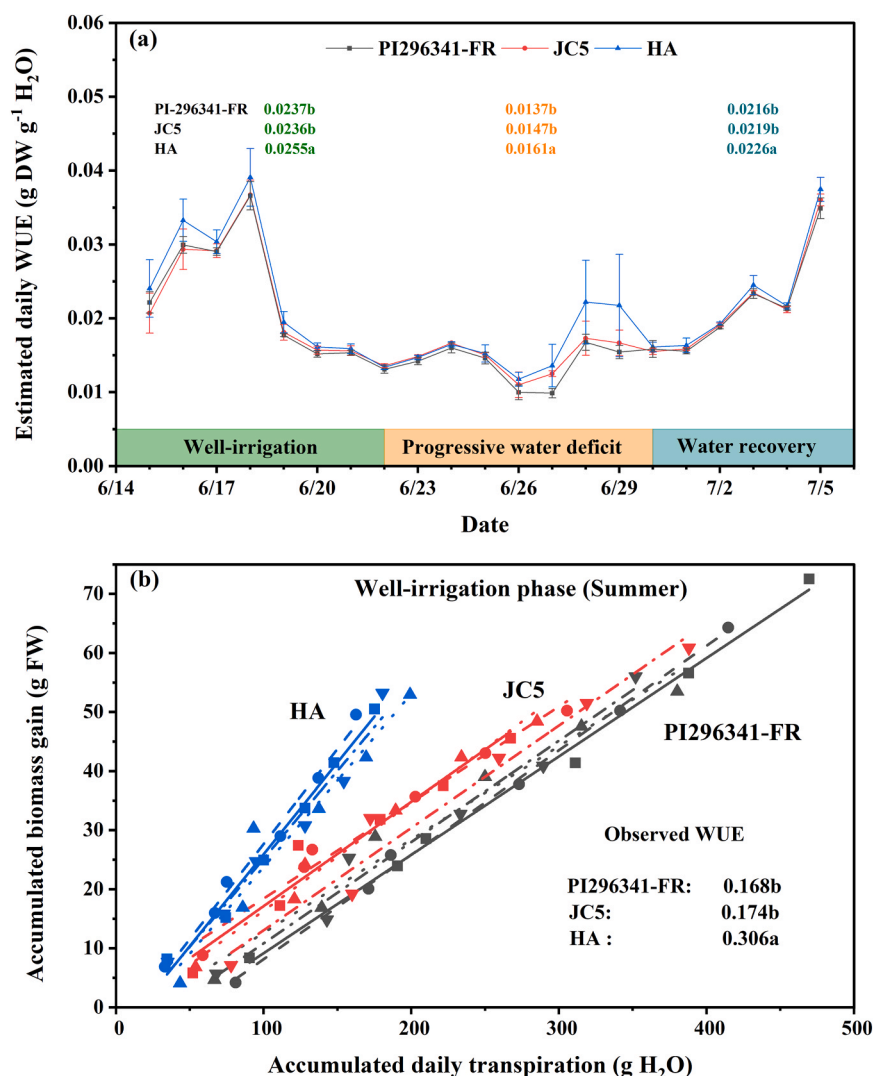 (a)
PI296341-FR JC5 HA
PI-296341-FR 0.0237b 0.0137b 0.0216b
JC5 0.0236b 0.0147b 0.0219b
HA 0.0255a 0.0161a 0.0226a
Estimated daily WUE (g DW g⁻¹ H₂O)
0.06
0.05
0.04
0.03
0.02
0.01
0.00
Well-irrigation Progressive water deficit Water recovery
6/14 6/17 6/20 6/23 6/26 6/29 7/2 7/5
Date
(b)
Well-irrigation phase (Summer)
HA
JC5
PI296341-FR
Observed WUE
PI296341-FR: 0.168b
JC5: 0.174b
HA : 0.306a
Accumulated biomass gain (g FW)
70
60
50
40
30
20
10
0
0 100 200 300 400 500
Accumulated daily transpiration (g H₂O)